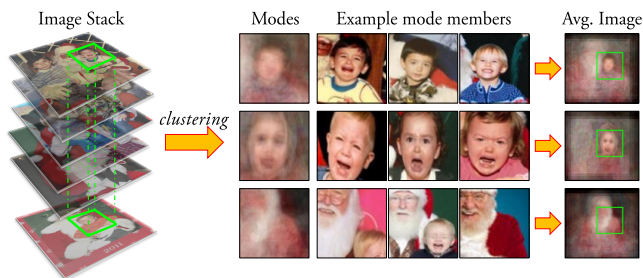 Image Stack
Modes
Example mode members
Avg. Image
clustering
2011